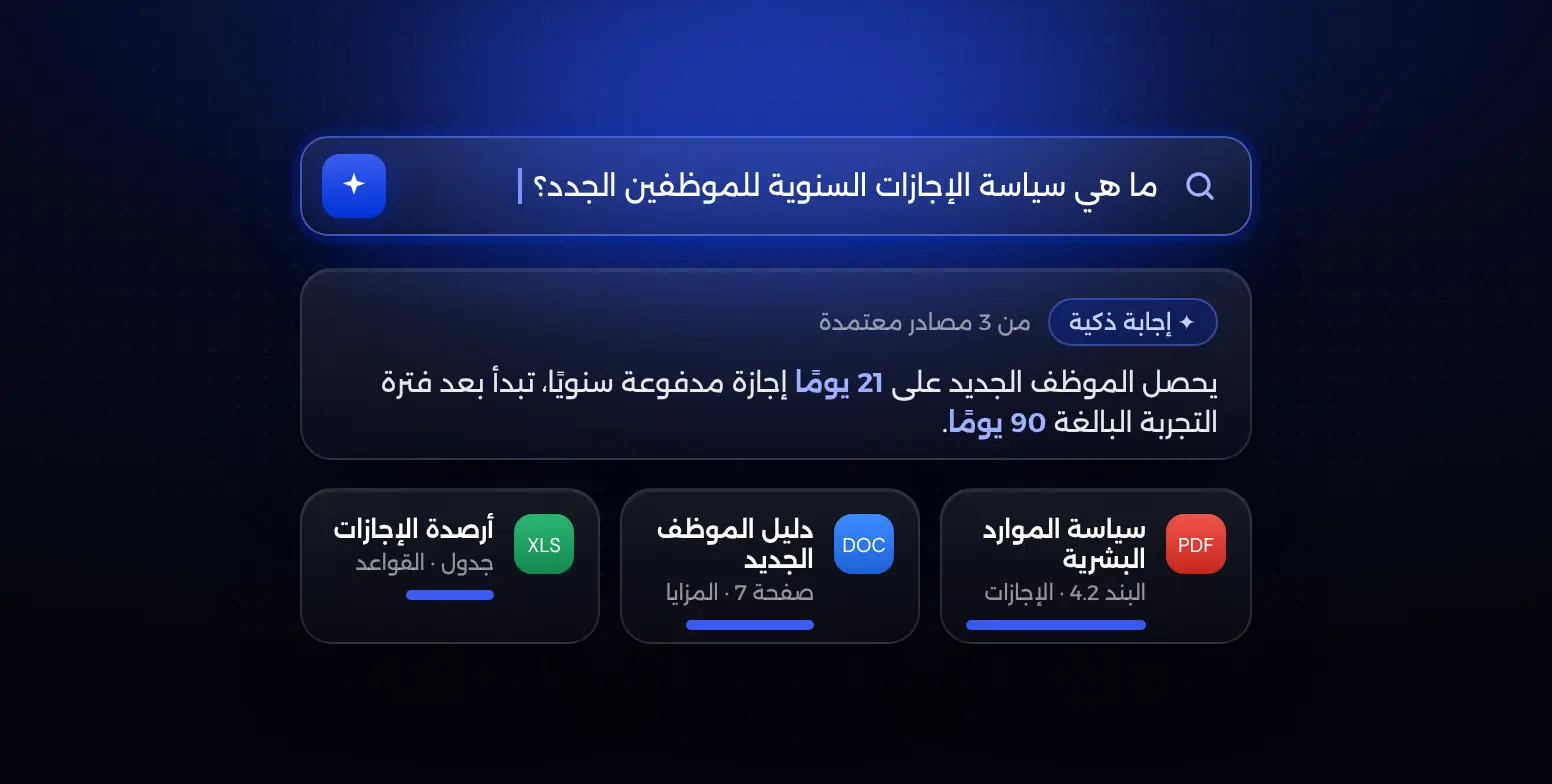 ما هي سياسة الإجازات السنوية للموظفين الجدد؟
إجابة ذكية
من 3 مصادر معتمدة
يحصل الموظف الجديد على 21 يومًا إجازة مدفوعة سنويًا، تبدأ بعد فترة
التجربة البالغة 90 يومًا.
PDF
سياسة الموارد
البشرية
البند 4.2 · الإجازات
DOC
دليل الموظف
الجديد
صفحة 7 · المزايا
XLS
أرصدة الإجازات
جدول · القواعد